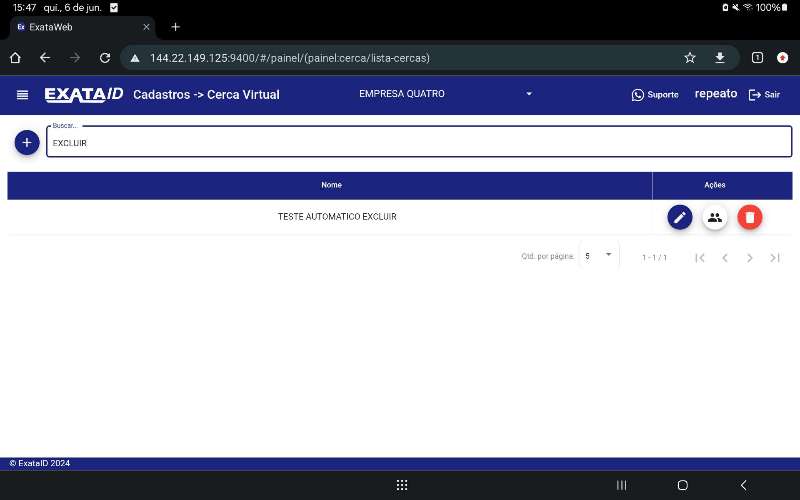 15:47 qui., 6 de jun.
100%
ExataWeb
144.22.149.125:9400/#/painel/(painel:cerca/lista-cercas)
1
EXATAID
Cadastros -> Cerca Virtual
EMPRESA QUATRO
Suporte
repeato
Sair
Buscar...
EXCLUIR
Nome
Ações
TESTE AUTOMATICO EXCLUIR
Qtd. por página:
5
1 - 1 / 1
© ExataID 2024